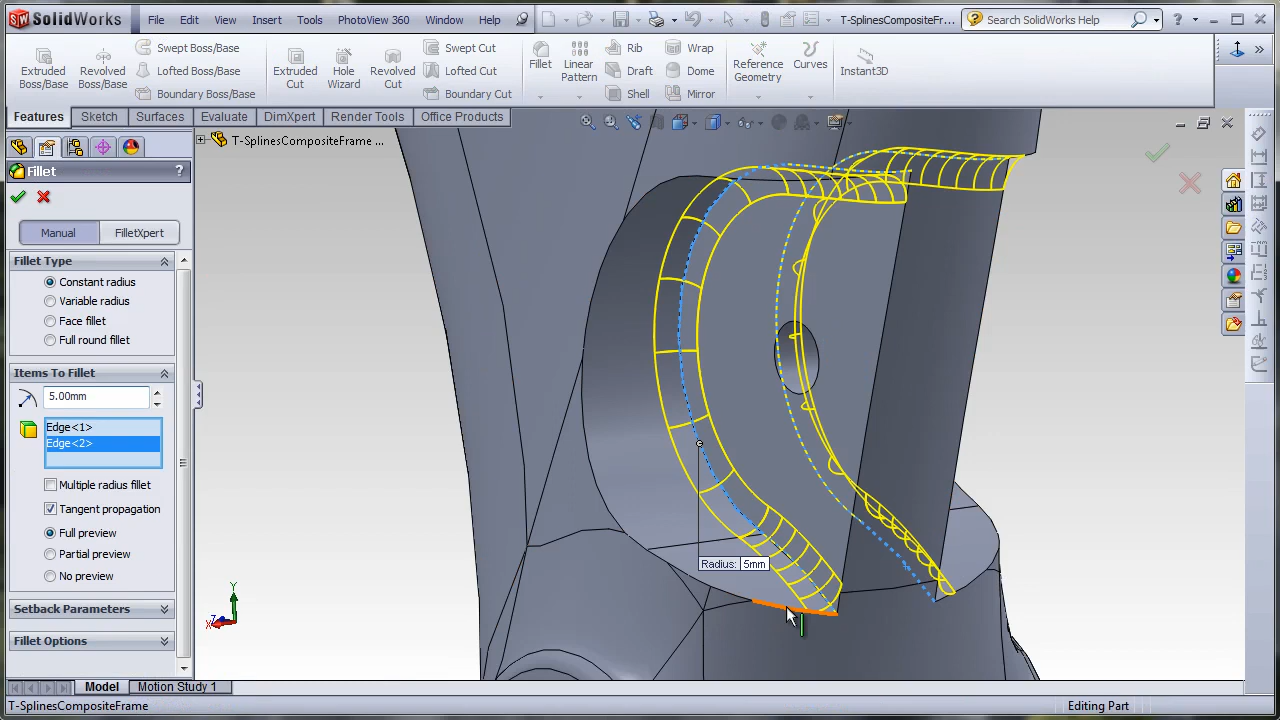 SolidWorks File Edit View Insert Tools PhotoView 360 Window Help T-SplinesCompositeFr... Search SolidWorks Help
Extruded Boss/Base
Revolved Boss/Base
Swept Boss/Base
Lofted Boss/Base
Boundary Boss/Base
Extruded Cut
Hole Wizard
Revolved Cut
Swept Cut
Lofted Cut
Boundary Cut
Fillet
Linear Pattern
Rib
Draft
Shell
Wrap
Dome
Mirror
Reference Geometry
Curves
Instant3D
Features Sketch Surfaces Evaluate DimXpert Render Tools Office Products
T-SplinesCompositeFrame ...
Fillet ?
Manual FilletXpert
Fillet Type
Constant radius
Variable radius
Face fillet
Full round fillet
Items To Fillet
5.00mm
Edge<1>
Edge<2>
Multiple radius fillet
Tangent propagation
Full preview
Partial preview
No preview
Setback Parameters
Fillet Options
Radius: 5mm
Y
X
Z
Model Motion Study 1
T-SplinesCompositeFrame Editing Part